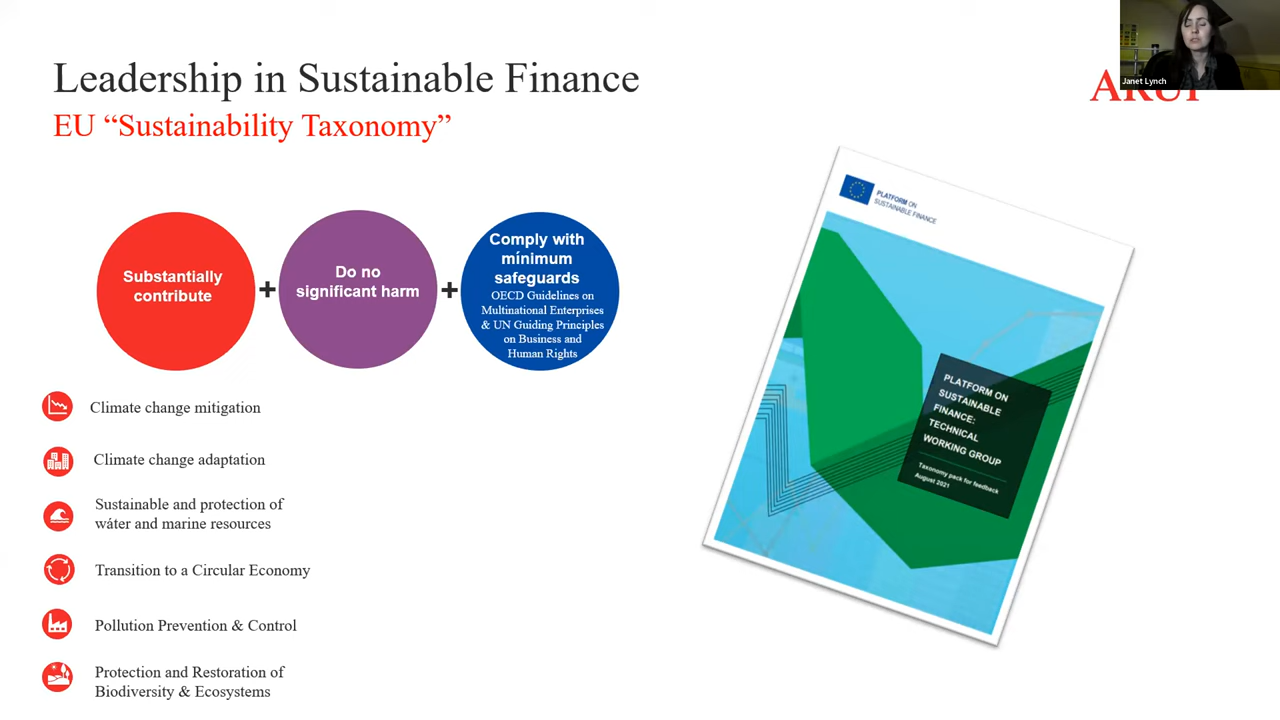 Leadership in Sustainable Finance
EU “Sustainability Taxonomy”
Janet Lynch
ARUP
Substantially
contribute
+
Do no
significant harm
+
Comply with
mínimum
safeguards
OECD Guidelines on
Multinational Enterprises
& UN Guiding Principles
on Business and
Human Rights
Climate change mitigation
Climate change adaptation
Sustainable and protection of
wáter and marine resources
Transition to a Circular Economy
Pollution Prevention & Control
Protection and Restoration of
Biodiversity & Ecosystems
PLATFORM ON
SUSTAINABLE FINANCE
PLATFORM ON
SUSTAINABLE
FINANCE:
TECHNICAL
WORKING GROUP
Taxonomy pack for feedback
August 2021